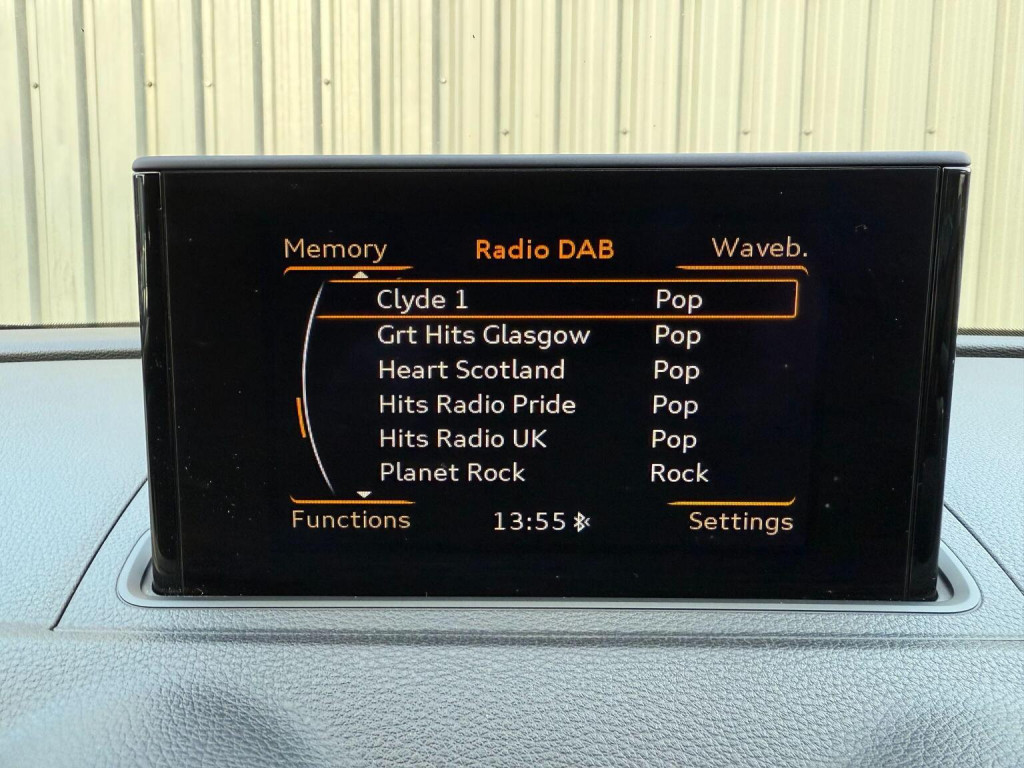 Memory Radio DAB Waveb.
Clyde 1 Pop
Grt Hits Glasgow Pop
Heart Scotland Pop
Hits Radio Pride Pop
Hits Radio UK Pop
Planet Rock Rock
Functions 13:55 Settings